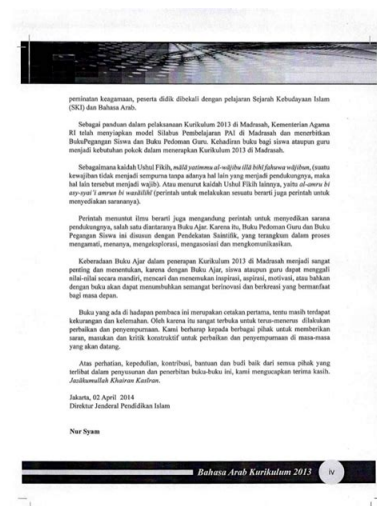 peminatan keagamaan, peserta didik dibekali dengan pelajaran Sejarah Kebudayaan Islam
(SKI) dan Bahasa Arab.
Sebagai panduan dalam pelaksanaan Kurikulum 2013 di Madrasah, Kementerian Agama
RI telah menyiapkan model Silabus Pembelajaran PAI di Madrasah dan menerbitkan
BukuPegangan Siswa dan Buku Pedoman Guru. Kehadiran buku bagi siswa ataupun guru
menjadi kebutuhan pokok dalam menerapkan Kurikulum 2013 di Madrasah.
Sebagaimana kaidah Ushul Fikih, mālā yatimmu al-wājibu illā bihī fahuwa wājibun, (suatu
kewajiban tidak menjadi sempurna tanpa adanya hal lain yang menjadi pendukungnya, maka
hal lain tersebut menjadi wajib). Atau menurut kaidah Ushul Fikih lainnya, yaitu al-amru bi
asy-syai'i amrun bi wasāilihī (perintah untuk melakukan sesuatu berarti juga perintah untuk
menyediakan sarananya).
Perintah menuntut ilmu berarti juga mengandung perintah untuk menyedikan sarana
pendukungnya, salah satu diantaranya Buku Ajar. Karena itu, Buku Pedoman Guru dan Buku
Pegangan Siswa ini disusun dengan Pendekatan Saintifik, yang terangkum dalam proses
mengamati, menanya, mengeksplorasi, mengasosiasi dan mengkomunikasikan.
Keberadaan Buku Ajar dalam penerapan Kurikulum 2013 di Madrasah menjadi sangat
penting dan menentukan, karena dengan Buku Ajar, siswa ataupun guru dapat menggali
nilai-nilai secara mandiri, mencari dan menemukan inspirasi, aspirasi, motivasi, atau bahkan
dengan buku akan dapat menumbuhkan semangat berinovasi dan berkreasi yang bermanfaat
bagi masa depan.
Buku yang ada di hadapan pembaca ini merupakan cetakan pertama, tentu masih terdapat
kekurangan dan kelemahan. Oleh karena itu sangat terbuka untuk terus-menerus dilakukan
perbaikan dan penyempurnaan. Kami berharap kepada berbagai pihak untuk memberikan
saran, masukan dan kritik konstruktif untuk perbaikan dan penyempurnaan di masa-masa
yang akan datang.
Atas perhatian, kepedulian, kontribusi, bantuan dan budi baik dari semua pihak yang
terlibat dalam penyusunan dan penerbitan buku-buku ini, kami mengucapkan terima kasih.
Jazākumullah Khairan Kasīran.
Jakarta, 02 April 2014
Direktur Jenderal Pendidikan Islam
Nur Syam
Bahasa Arab Kurikulum 2013 iv